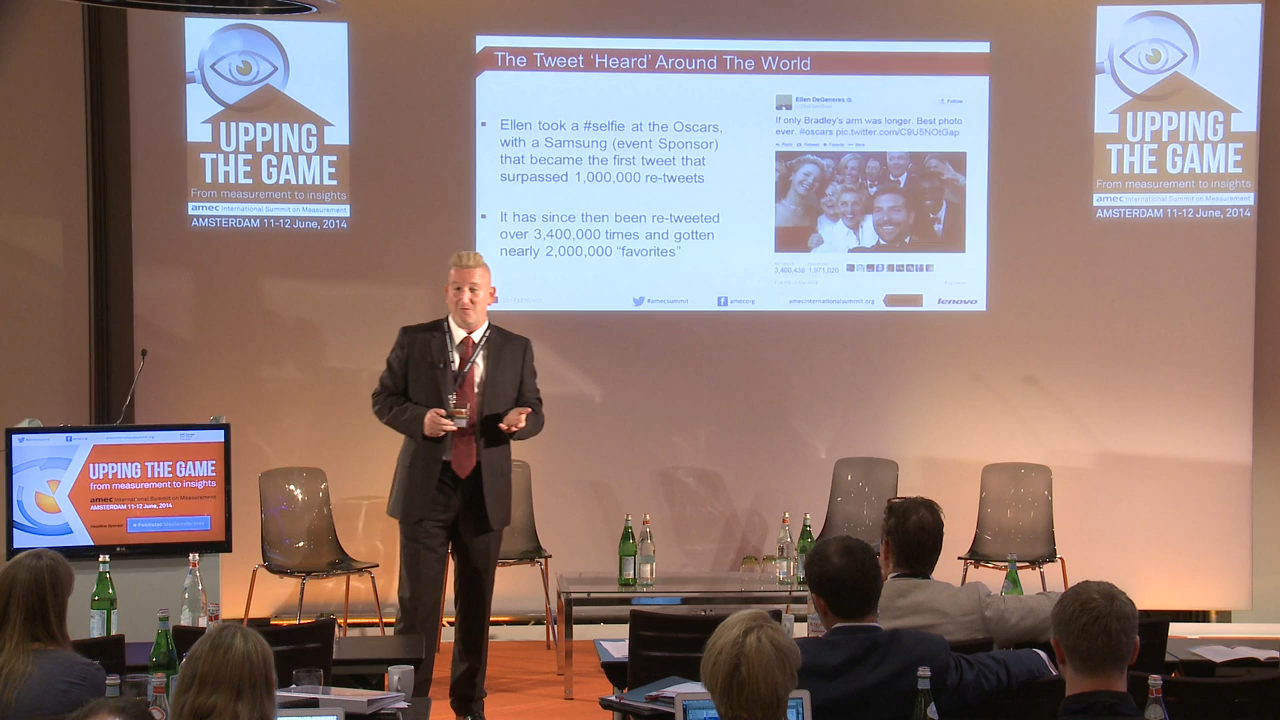 UPPING
THE GAME
From measurement to insights
amec International Summit on Measurement
AMSTERDAM 11-12 June, 2014
The Tweet ‘Heard’ Around The World
Ellen took a #selfie at the Oscars,
with a Samsung (event Sponsor)
that became the first tweet that
surpassed 1,000,000 re-tweets
It has since then been re-tweeted
over 3,400,000 times and gotten
nearly 2,000,000 “favorites”
Ellen DeGeneres
Follow
If only Bradley's arm was longer. Best photo
ever. #oscars pic.twitter.com/C9U5NOtGap
3,400,438 1,971,020
#amecsummit
amecorg
amecinternationalsummit.org
lenovo
UPPING
THE GAME
From measurement to insights
amec International Summit on Measurement
AMSTERDAM 11-12 June, 2014
UPPING THE GAME
from measurement to insights
amec International Summit on Measurement
AMSTERDAM 11-12 June, 2014
Headline Sponsor
LG